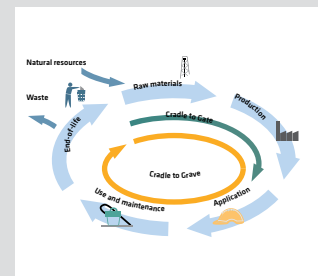 Natural resources
Raw materials
Waste
Production
Cradle to Gate
End-of-life
Cradle to Grave
Use and maintenance
Application